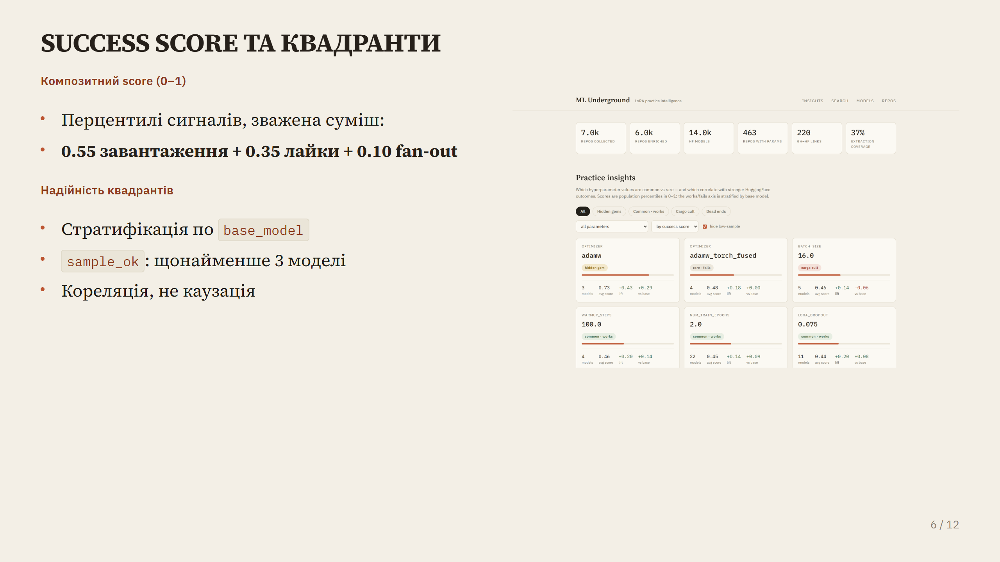 SUCCESS SCORE ТА КВАДРАНТИ
Композитний score (0–1)
• Перцентилі сигналів, зважена суміш:
• 0.55 завантаження + 0.35 лайки + 0.10 fan-out
Надійність квадрантів
• Стратифікація по base_model
• sample_ok: щонайменше 3 моделі
• Кореляція, не каузація
ML Underground LoRA practice intelligence INSIGHTS SEARCH MODELS REPOS
7.0k 6.0k 14.0k 463 220 37%
REPOS COLLECTED REPOS ENRICHED HF MODELS REPOS WITH PARAMS GH–HF LINKS EXTRACTION
COVERAGE
Practice insights
Which hyperparameter values are common vs rare — and which correlate with stronger HuggingFace
outcomes. Scores are population percentiles in 0–1; the works/fails axis is stratified by base model.
All Hidden gems Common · works Cargo cult Dead ends
all parameters by success score hide low-sample
OPTIMIZER OPTIMIZER BATCH_SIZE
adamw adamw_torch_fused 16.0
hidden gem rare · fails cargo cult
3 0.73 +0.43 +0.29 4 0.48 +0.18 +0.00 5 0.46 +0.14 -0.06
models avg score lift vs base models avg score lift vs base models avg score lift vs base
WARMUP_STEPS NUM_TRAIN_EPOCHS LORA_DROPOUT
100.0 2.0 0.075
common · works common · works common · works
4 0.46 +0.20 +0.14 22 0.45 +0.14 +0.09 11 0.44 +0.20 +0.08
models avg score lift vs base models avg score lift vs base models avg score lift vs base
6 / 12